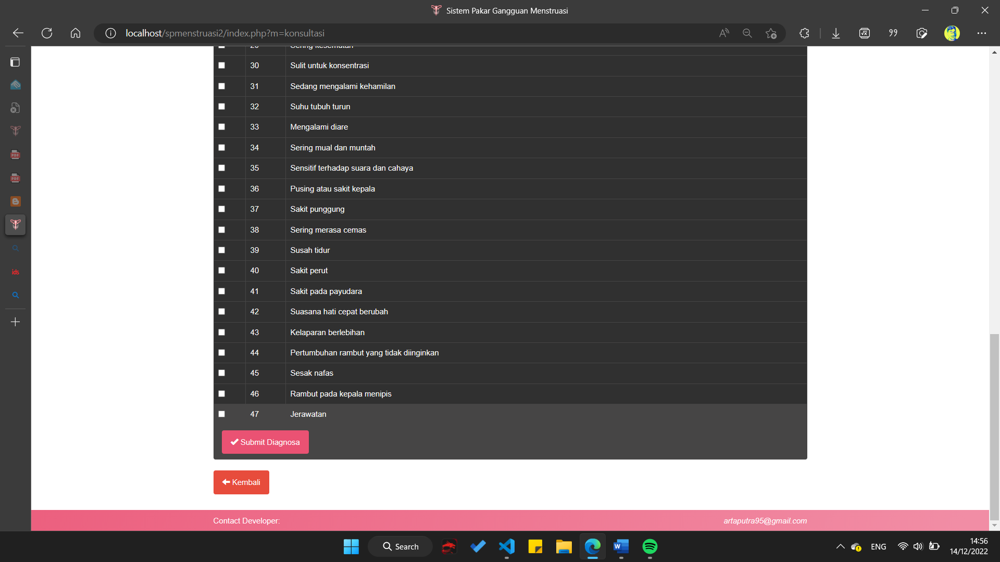 Sistem Pakar Gangguan Menstruasi
localhost/spmenstruasi2/index.php?m=konsultasi
30 Sulit untuk konsentrasi
31 Sedang mengalami kehamilan
32 Suhu tubuh turun
33 Mengalami diare
34 Sering mual dan muntah
35 Sensitif terhadap suara dan cahaya
36 Pusing atau sakit kepala
37 Sakit punggung
38 Sering merasa cemas
39 Susah tidur
40 Sakit perut
41 Sakit pada payudara
42 Suasana hati cepat berubah
43 Kelaparan berlebihan
44 Pertumbuhan rambut yang tidak diinginkan
45 Sesak nafas
46 Rambut pada kepala menipis
47 Jerawatan
Submit Diagnosa
Kembali
Contact Developer: artaputra95@gmail.com
PDF
PDF
ids
Search
ENG
14:56
14/12/2022